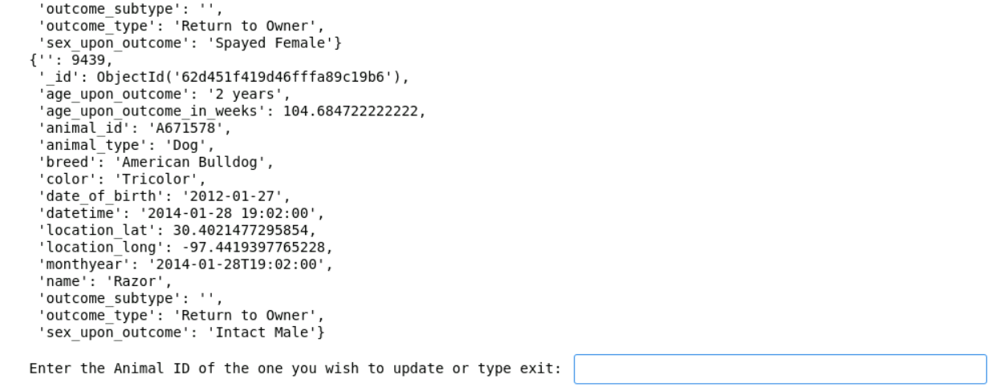 'outcome_subtype': '',
'outcome_type': 'Return to Owner',
'sex_upon_outcome': 'Spayed Female'}
{'': 9439,
'_id': ObjectId('62d451f419d46fffa89c19b6'),
'age_upon_outcome': '2 years',
'age_upon_outcome_in_weeks': 104.684722222222,
'animal_id': 'A671578',
'animal_type': 'Dog',
'breed': 'American Bulldog',
'color': 'Tricolor',
'date_of_birth': '2012-01-27',
'datetime': '2014-01-28 19:02:00',
'location_lat': 30.4021477295854,
'location_long': -97.4419397765228,
'monthyear': '2014-01-28T19:02:00',
'name': 'Razor',
'outcome_subtype': '',
'outcome_type': 'Return to Owner',
'sex_upon_outcome': 'Intact Male'}
Enter the Animal ID of the one you wish to update or type exit: